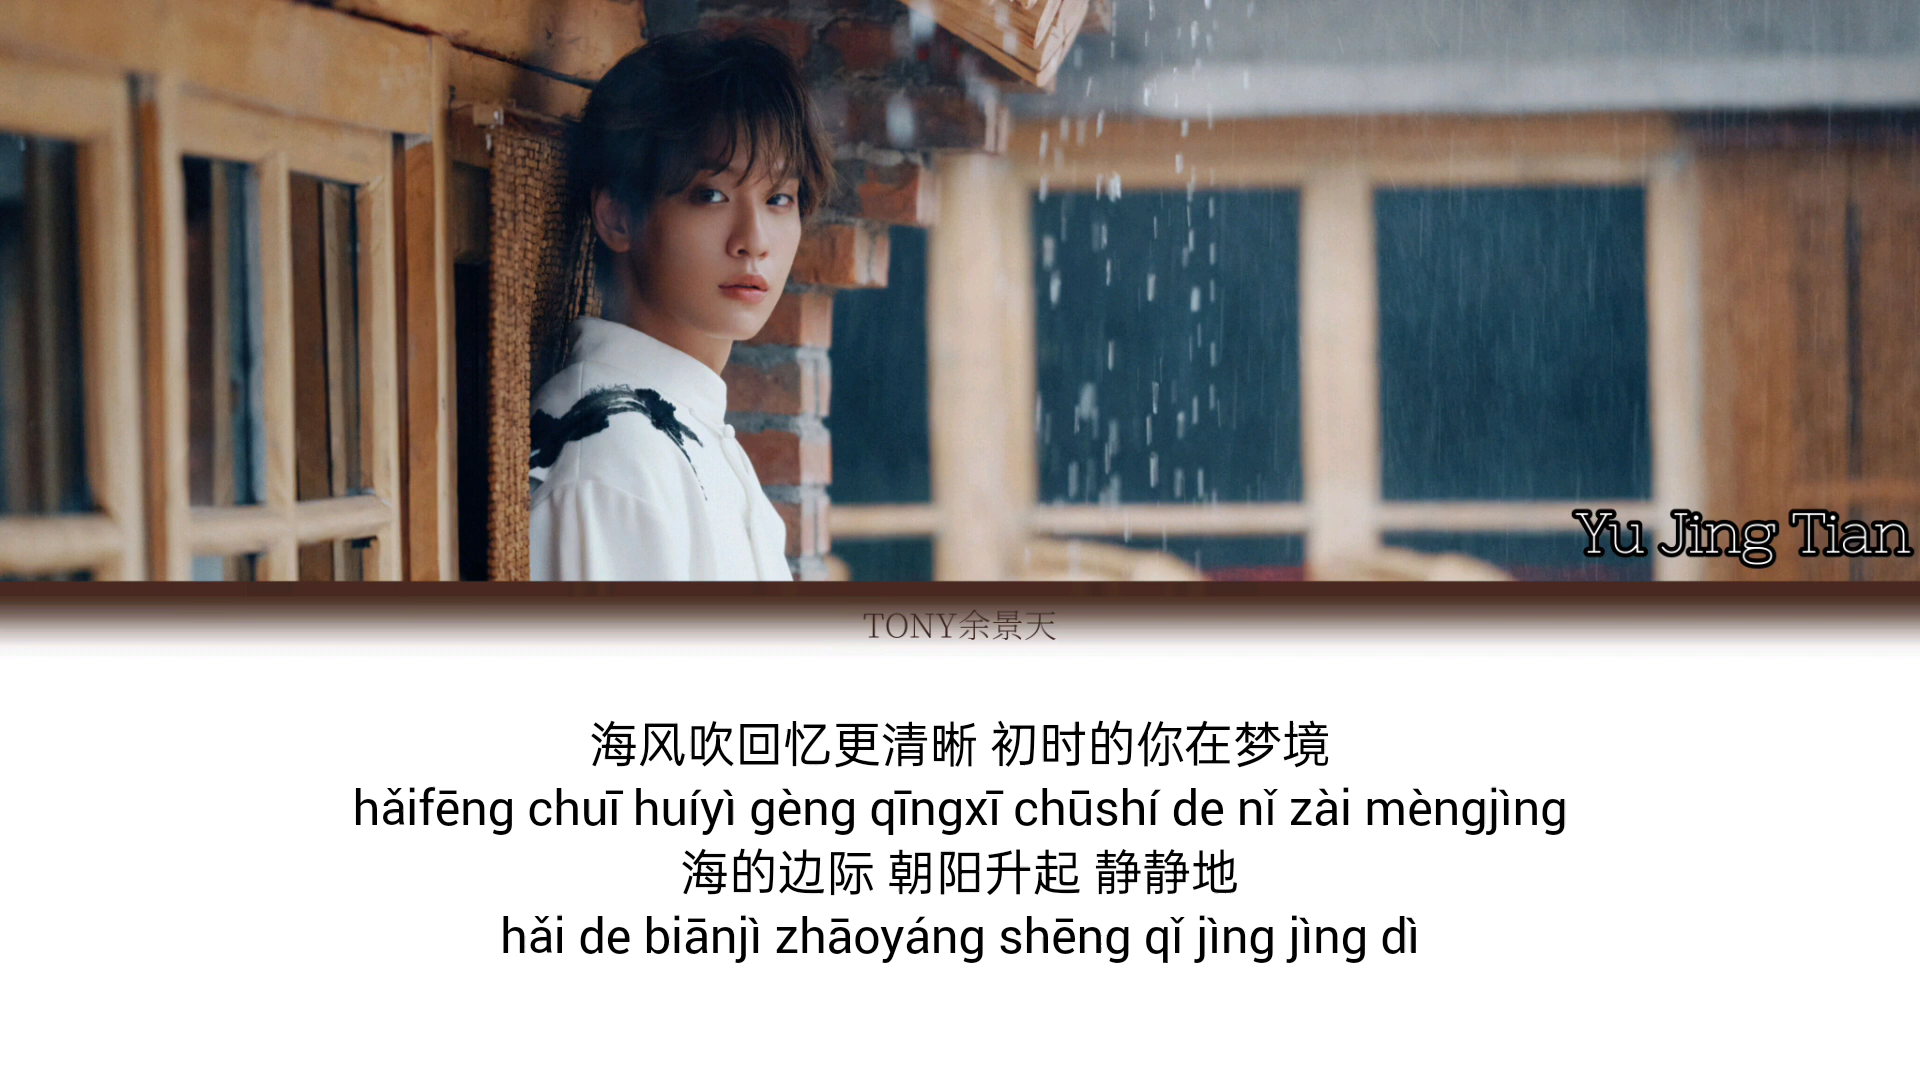 Yu Jing Tian
TONY余景天
海风吹回忆更清晰 初时的你在梦境
hǎifēng chuī huíyì gèng qīngxī chūshí de nǐ zài mèngjìng
海的边际 朝阳升起 静静地
hǎi de biānjì zhāoyáng shēng qǐ jìng jìng dì